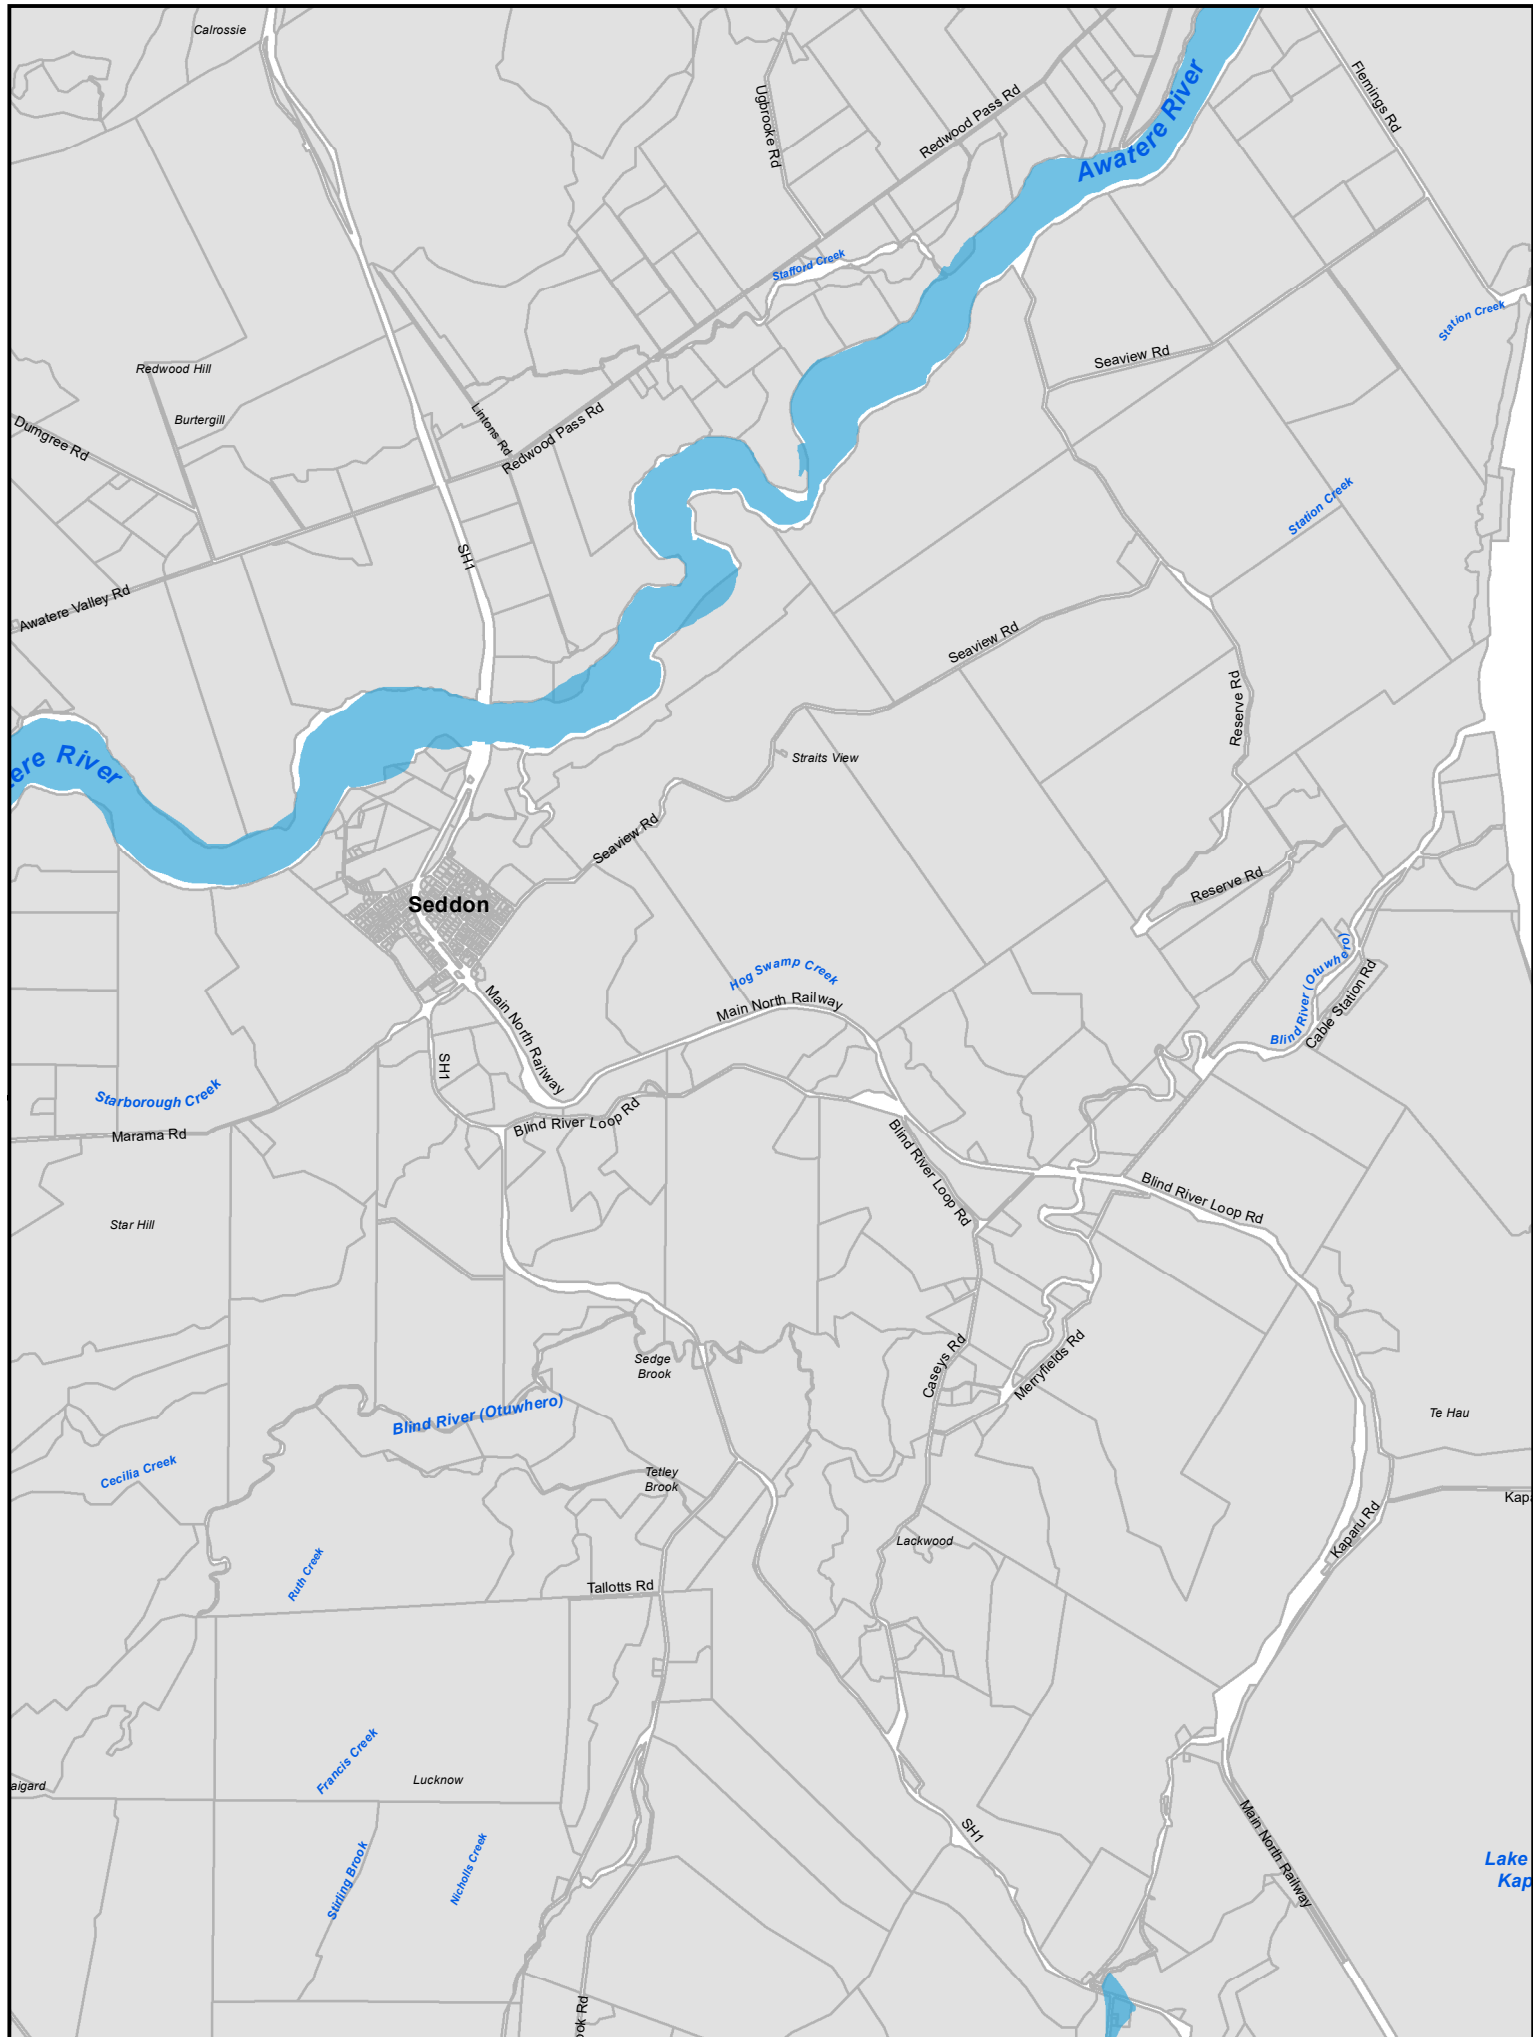 Calrossie
Flemings Rd
Ugbrooke Rd
Redwood Pass Rd
Awatere River
Stafford Creek
Station Creek
Seaview Rd
Redwood Hill
Burtergill
Lintons Rd
Redwood Pass Rd
Dumgree Rd
Station Creek
SH1
Awatere Valley Rd
Seaview Rd
Reserve Rd
ere River
Straits View
Seaview Rd
Reserve Rd
Seddon
Blind River (Otuwhero)
Hog Swamp Creek
Cable Station Rd
Main North Railway
Main North Railway
SH1
Starborough Creek
Blind River Loop Rd
Marama Rd
Blind River Loop Rd
Blind River Loop Rd
Star Hill
Sedge
Brook
Caseys Rd
Merryfields Rd
Blind River (Otuwhero)
Te Hau
Cecilia Creek
Tetley
Brook
Kap
Kaparu Rd
Lackwood
Ruth Creek
Tallotts Rd
Francis Creek
Lucknow
aigard
SH1
Main North Railway
Stirling Brook
Nicholls Creek
Lake
Kap
ook Rd